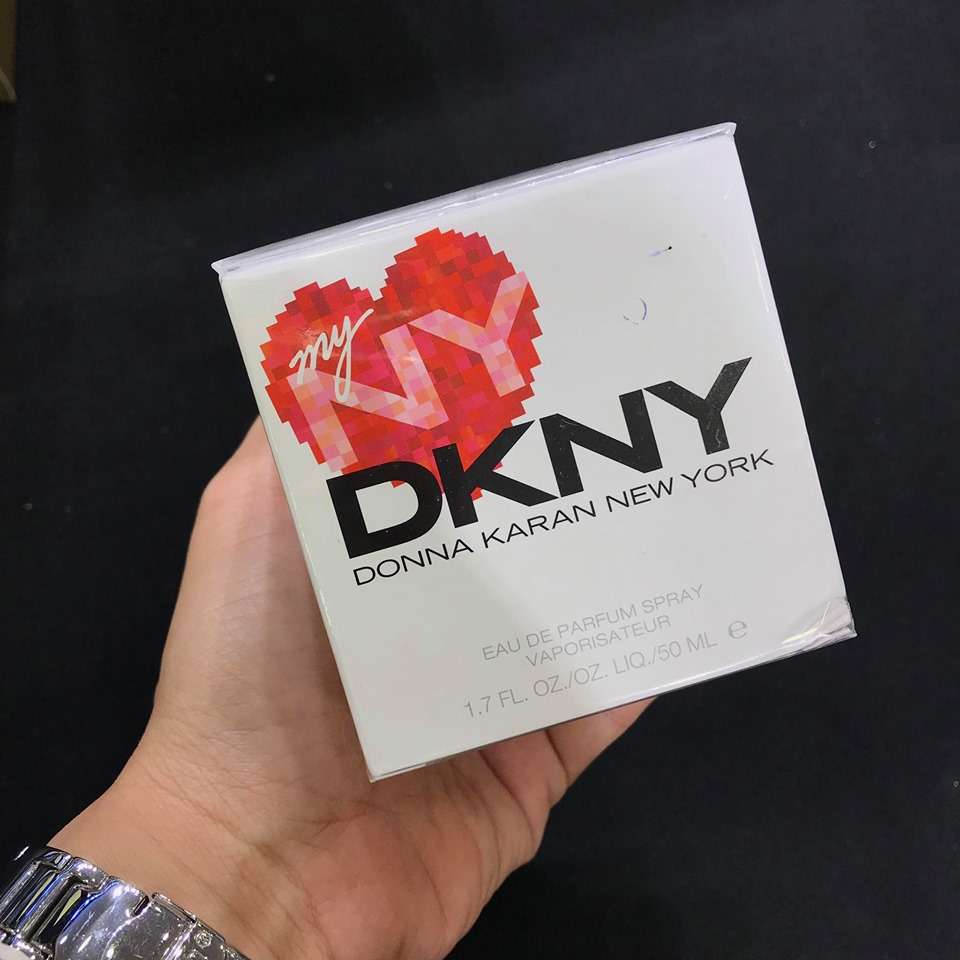 my
NY
DKNY
DONNA KARAN NEW YORK
EAU DE PARFUM SPRAY
VAPORISATEUR
1.7 FL. OZ./OZ. LIQ./50 ML ℮